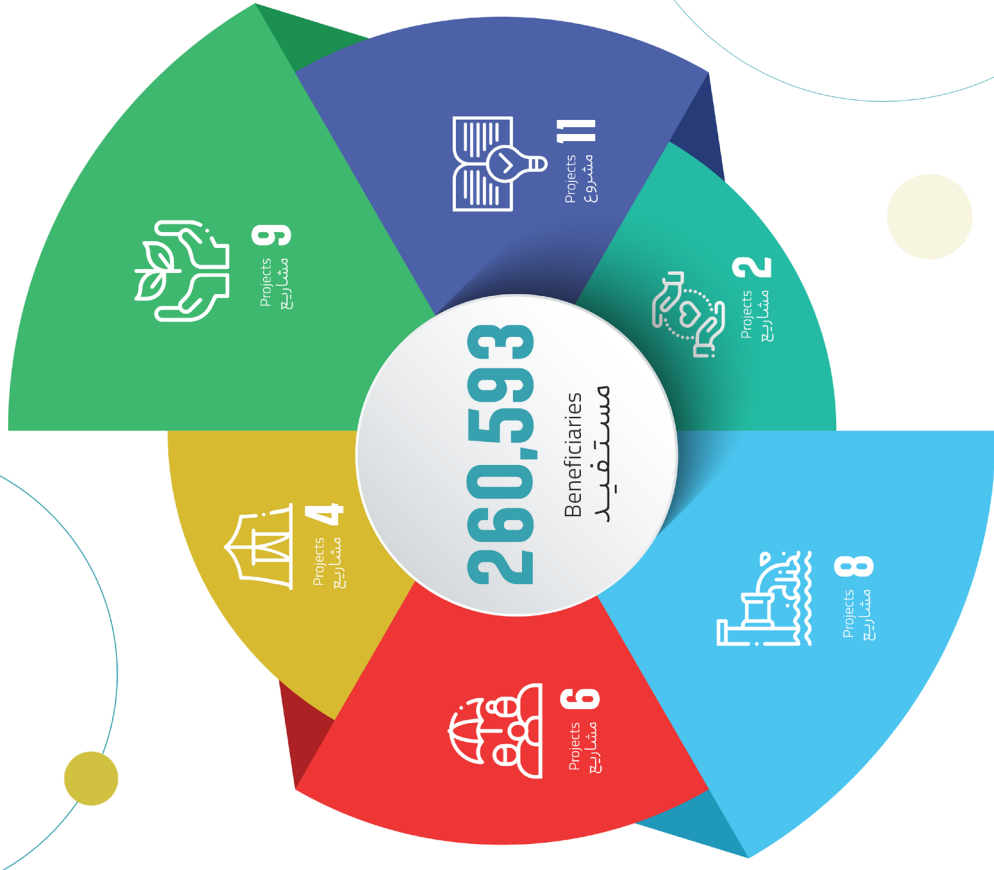 9
Projects
مشاريع
4
Projects
مشاريع
260,593
Beneficiaries
مستفيد
6
Projects
مشاريع
11
Projects
مشروع
2
Projects
مشاريع
8
Projects
مشاريع